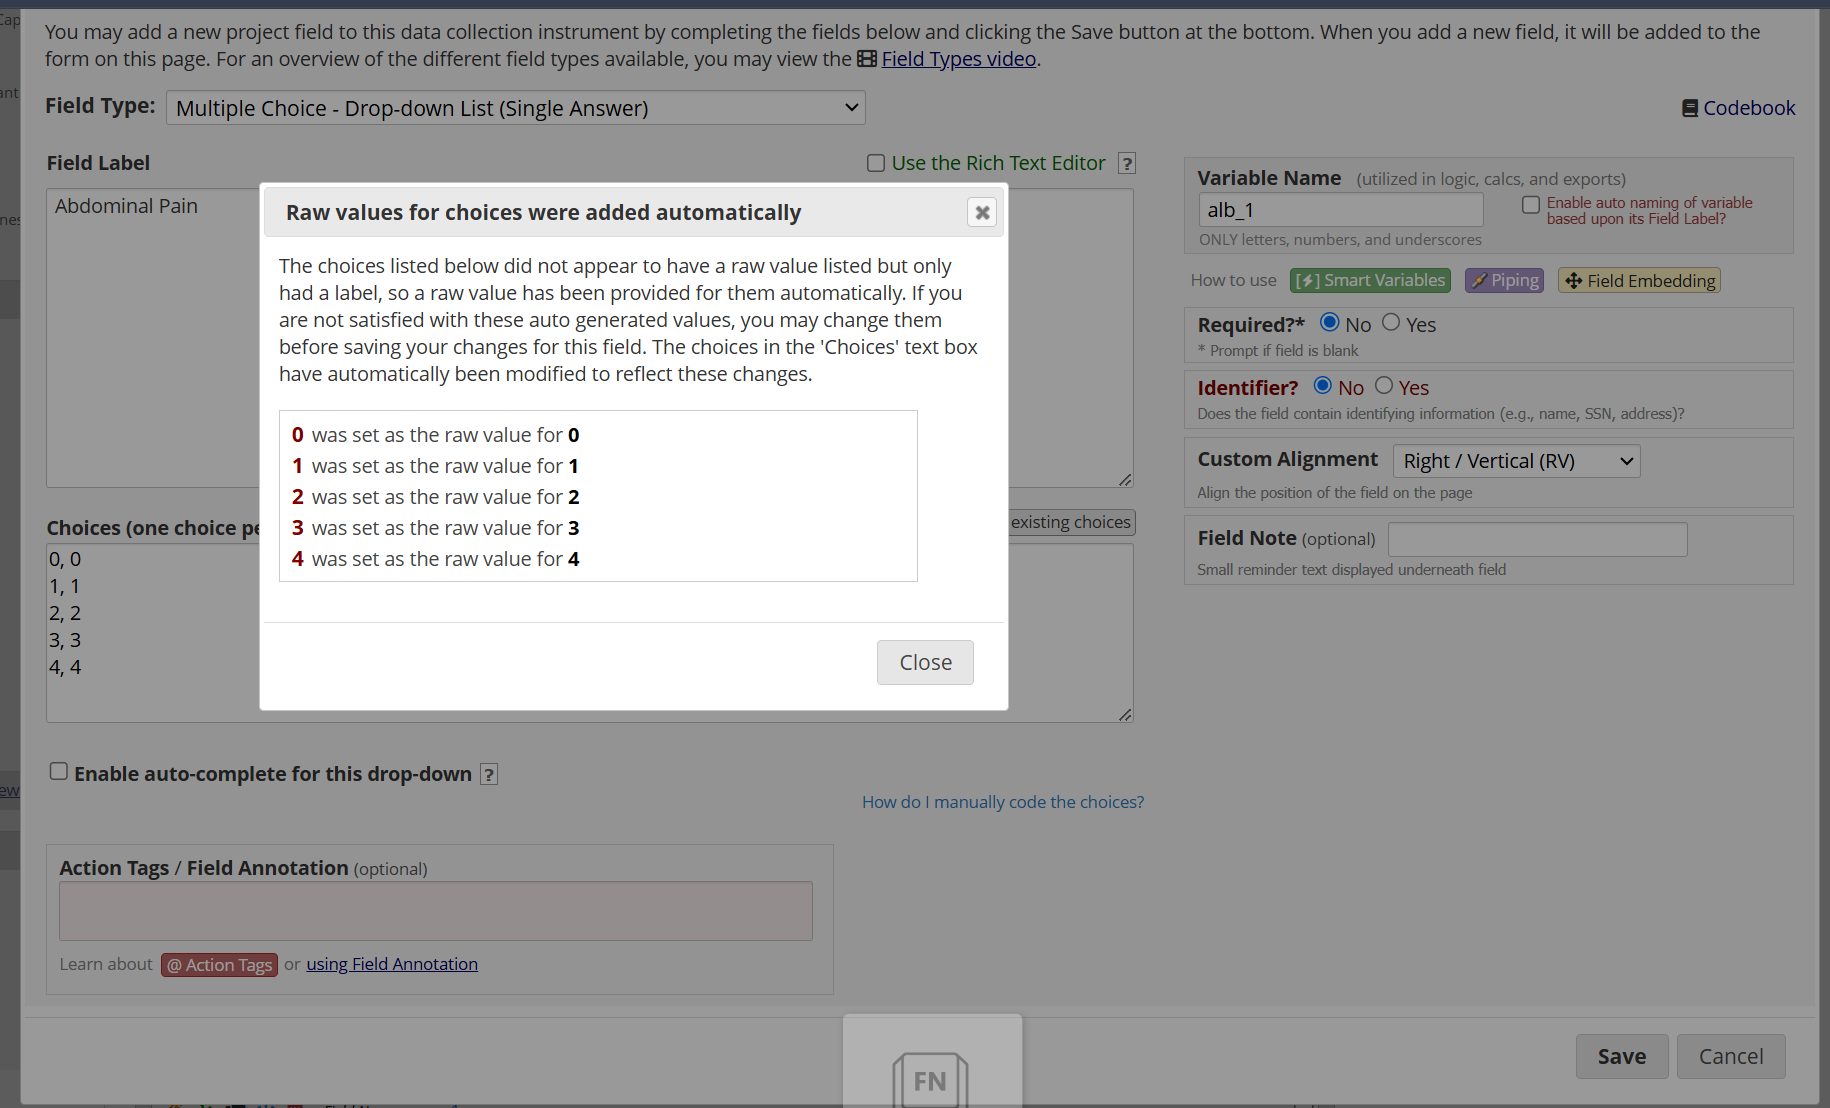 You may add a new project field to this data collection instrument by completing the fields below and clicking the Save button at the bottom. When you add a new field, it will be added to the
form on this page. For an overview of the different field types available, you may view the Field Types video.
Field Type: Multiple Choice - Drop-down List (Single Answer)
Codebook
Field Label
Use the Rich Text Editor ?
Abdominal Pain
Raw values for choices were added automatically
The choices listed below did not appear to have a raw value listed but only
had a label, so a raw value has been provided for them automatically. If you
are not satisfied with these auto generated values, you may change them
before saving your changes for this field. The choices in the 'Choices' text box
have automatically been modified to reflect these changes.
0 was set as the raw value for 0
1 was set as the raw value for 1
2 was set as the raw value for 2
3 was set as the raw value for 3
4 was set as the raw value for 4
Close
Choices (one choice
existing choices
0, 0
1, 1
2, 2
3, 3
4, 4
Enable auto-complete for this drop-down ?
How do I manually code the choices?
Action Tags / Field Annotation (optional)
Learn about @ Action Tags or using Field Annotation
Variable Name (utilized in logic, calcs, and exports)
alb_1
Enable auto naming of variable
based upon its Field Label?
ONLY letters, numbers, and underscores
How to use [⚡] Smart Variables Piping Field Embedding
Required?* No Yes
* Prompt if field is blank
Identifier? No Yes
Does the field contain identifying information (e.g., name, SSN, address)?
Custom Alignment Right / Vertical (RV)
Align the position of the field on the page
Field Note (optional)
Small reminder text displayed underneath field
Save Cancel
FN